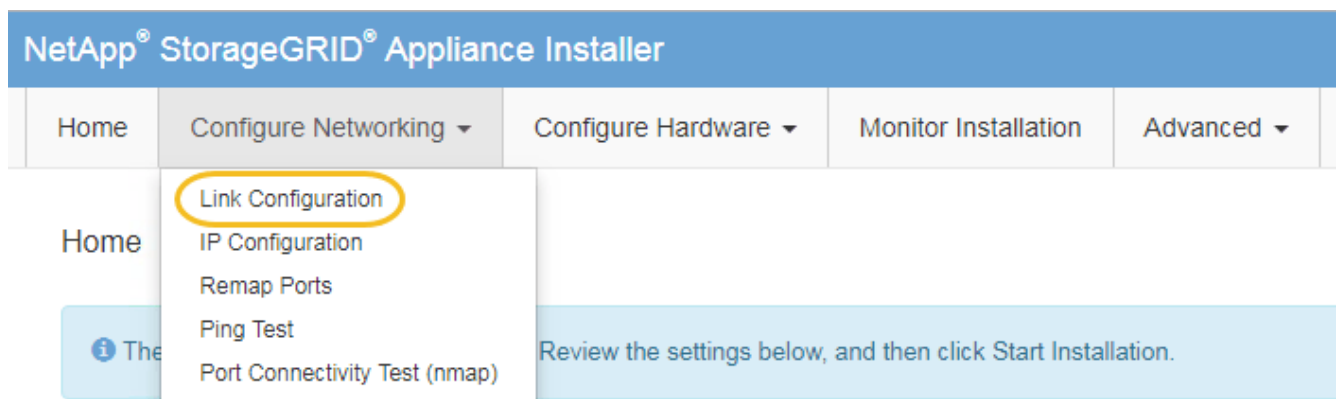 NetApp® StorageGRID® Appliance Installer
Home Configure Networking Configure Hardware Monitor Installation Advanced
Link Configuration
Home IP Configuration
Remap Ports
Ping Test
The Review the settings below, and then click Start Installation.
Port Connectivity Test (nmap)